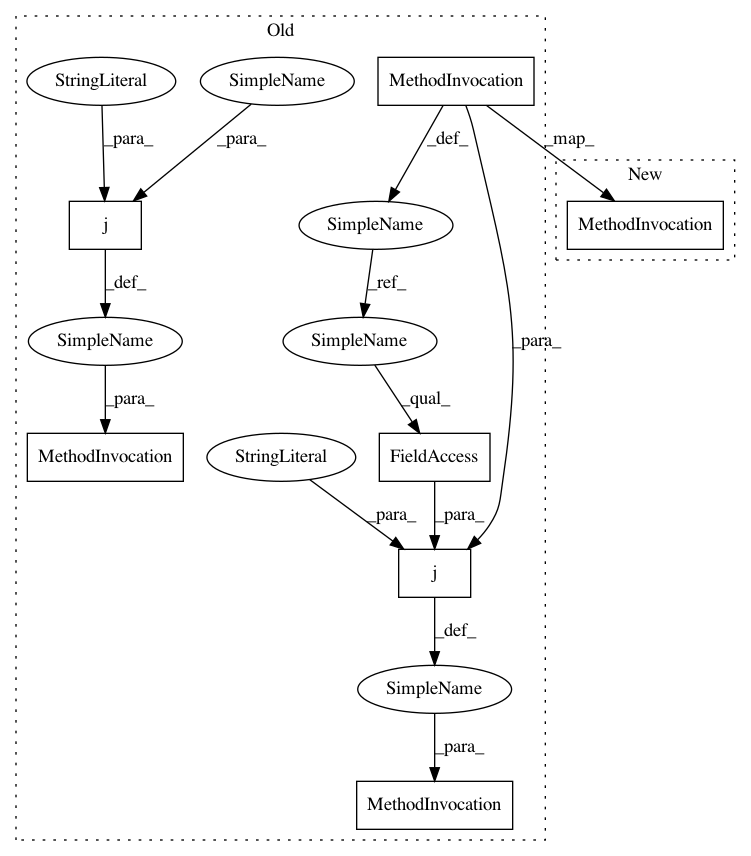 Old
StringLiteral
SimpleName
MethodInvocation
_para_
_para_
_def_
_map_
New
j
SimpleName
MethodInvocation
_def_
_ref_
SimpleName
SimpleName
_para_
_para_
_qual_
MethodInvocation
StringLiteral
FieldAccess
_para_
_para_
j
_def_
SimpleName
_para_
MethodInvocation